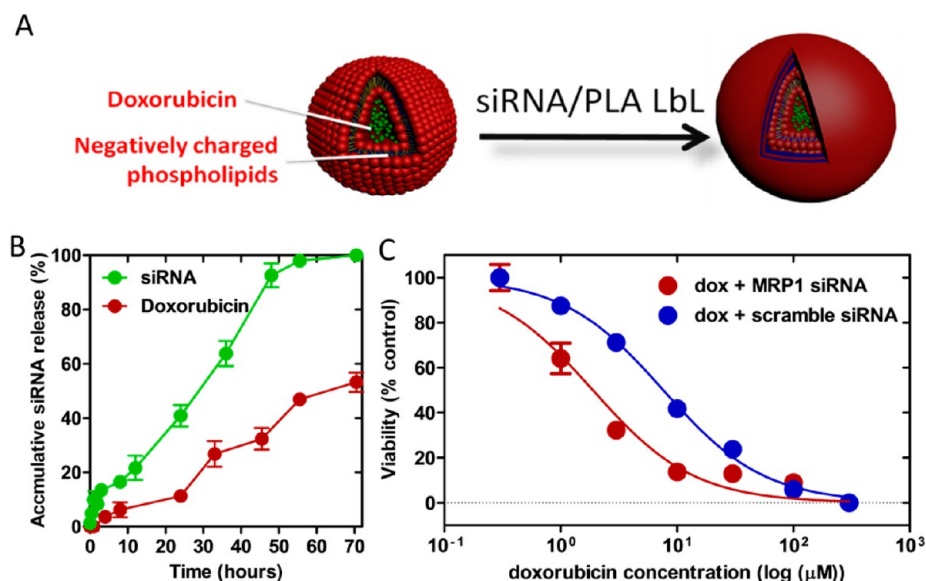 A
Doxorubicin
Negatively charged
phospholipids
siRNA/PLA LbL
B
Accmulative siRNA release (%)
100
80
60
40
20
0
siRNA
Doxorubicin
0 10 20 30 40 50 60 70
Time (hours)
C
Viability (% control)
100
80
60
40
20
0
dox + MRP1 siRNA
dox + scramble siRNA
10-1 100 101 102 103
doxorubicin concentration (log (μM))